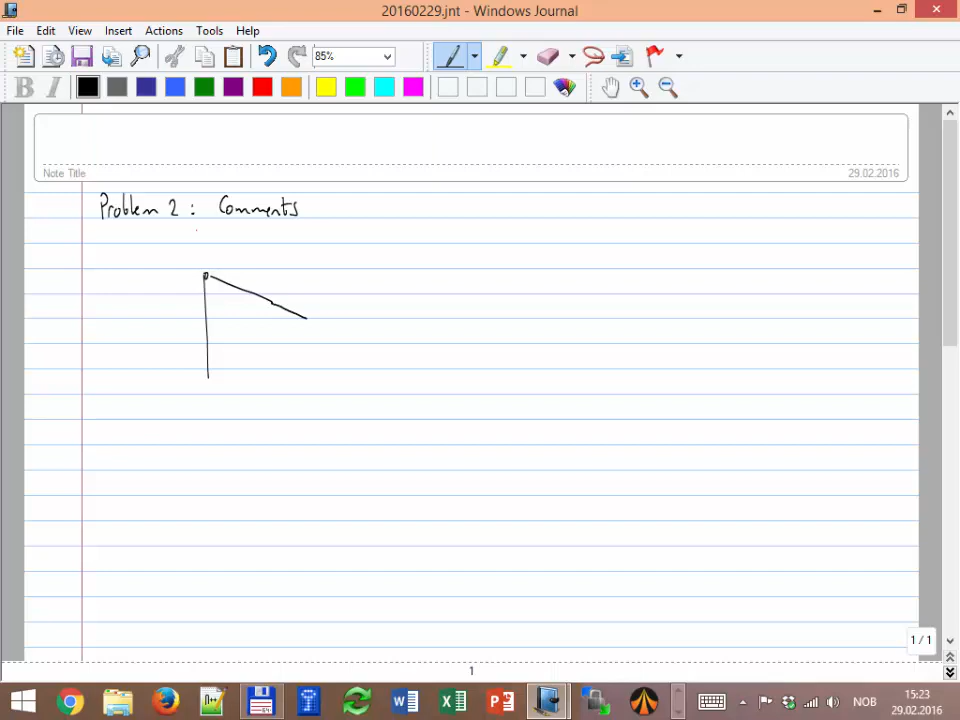 20160229.jnt - Windows Journal
File Edit View Insert Actions Tools Help
85%
B I
Note Title
29.02.2016
Problem 2 : Comments
1 / 1
1
NOB
15:23
29.02.2016